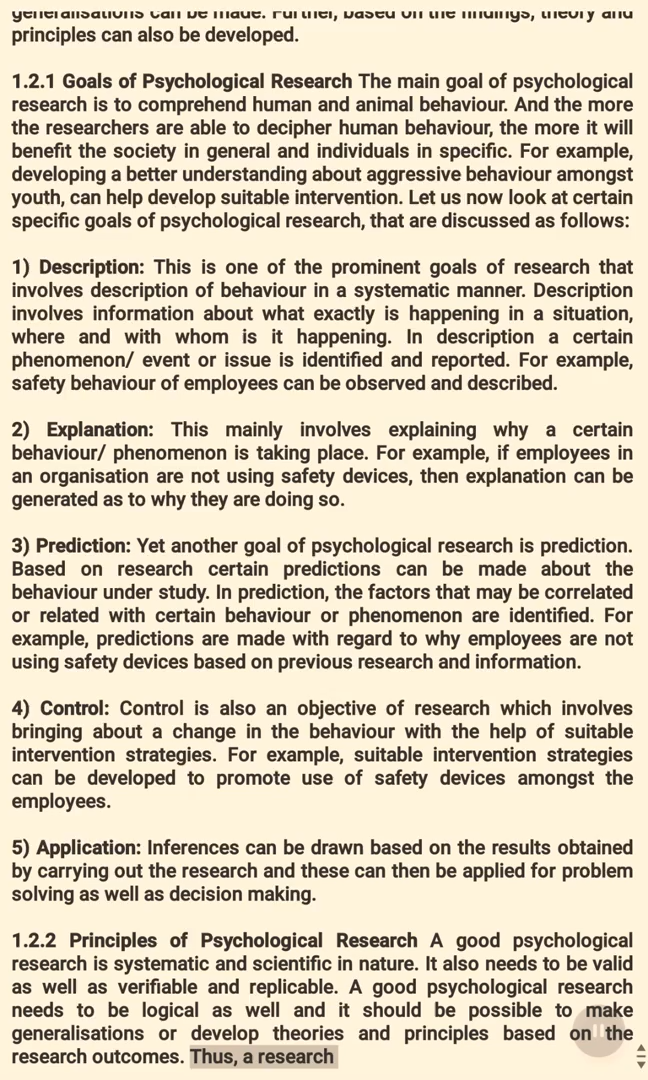 generalisations can be made. Further, based on the findings, theory and
principles can also be developed.
1.2.1 Goals of Psychological Research The main goal of psychological
research is to comprehend human and animal behaviour. And the more
the researchers are able to decipher human behaviour, the more it will
benefit the society in general and individuals in specific. For example,
developing a better understanding about aggressive behaviour amongst
youth, can help develop suitable intervention. Let us now look at certain
specific goals of psychological research, that are discussed as follows:
1) Description: This is one of the prominent goals of research that
involves description of behaviour in a systematic manner. Description
involves information about what exactly is happening in a situation,
where and with whom is it happening. In description a certain
phenomenon/ event or issue is identified and reported. For example,
safety behaviour of employees can be observed and described.
2) Explanation: This mainly involves explaining why a certain
behaviour/ phenomenon is taking place. For example, if employees in
an organisation are not using safety devices, then explanation can be
generated as to why they are doing so.
3) Prediction: Yet another goal of psychological research is prediction.
Based on research certain predictions can be made about the
behaviour under study. In prediction, the factors that may be correlated
or related with certain behaviour or phenomenon are identified. For
example, predictions are made with regard to why employees are not
using safety devices based on previous research and information.
4) Control: Control is also an objective of research which involves
bringing about a change in the behaviour with the help of suitable
intervention strategies. For example, suitable intervention strategies
can be developed to promote use of safety devices amongst the
employees.
5) Application: Inferences can be drawn based on the results obtained
by carrying out the research and these can then be applied for problem
solving as well as decision making.
1.2.2 Principles of Psychological Research A good psychological
research is systematic and scientific in nature. It also needs to be valid
as well as verifiable and replicable. A good psychological research
needs to be logical as well and it should be possible to make
generalisations or develop theories and principles based on the
research outcomes. Thus, a research